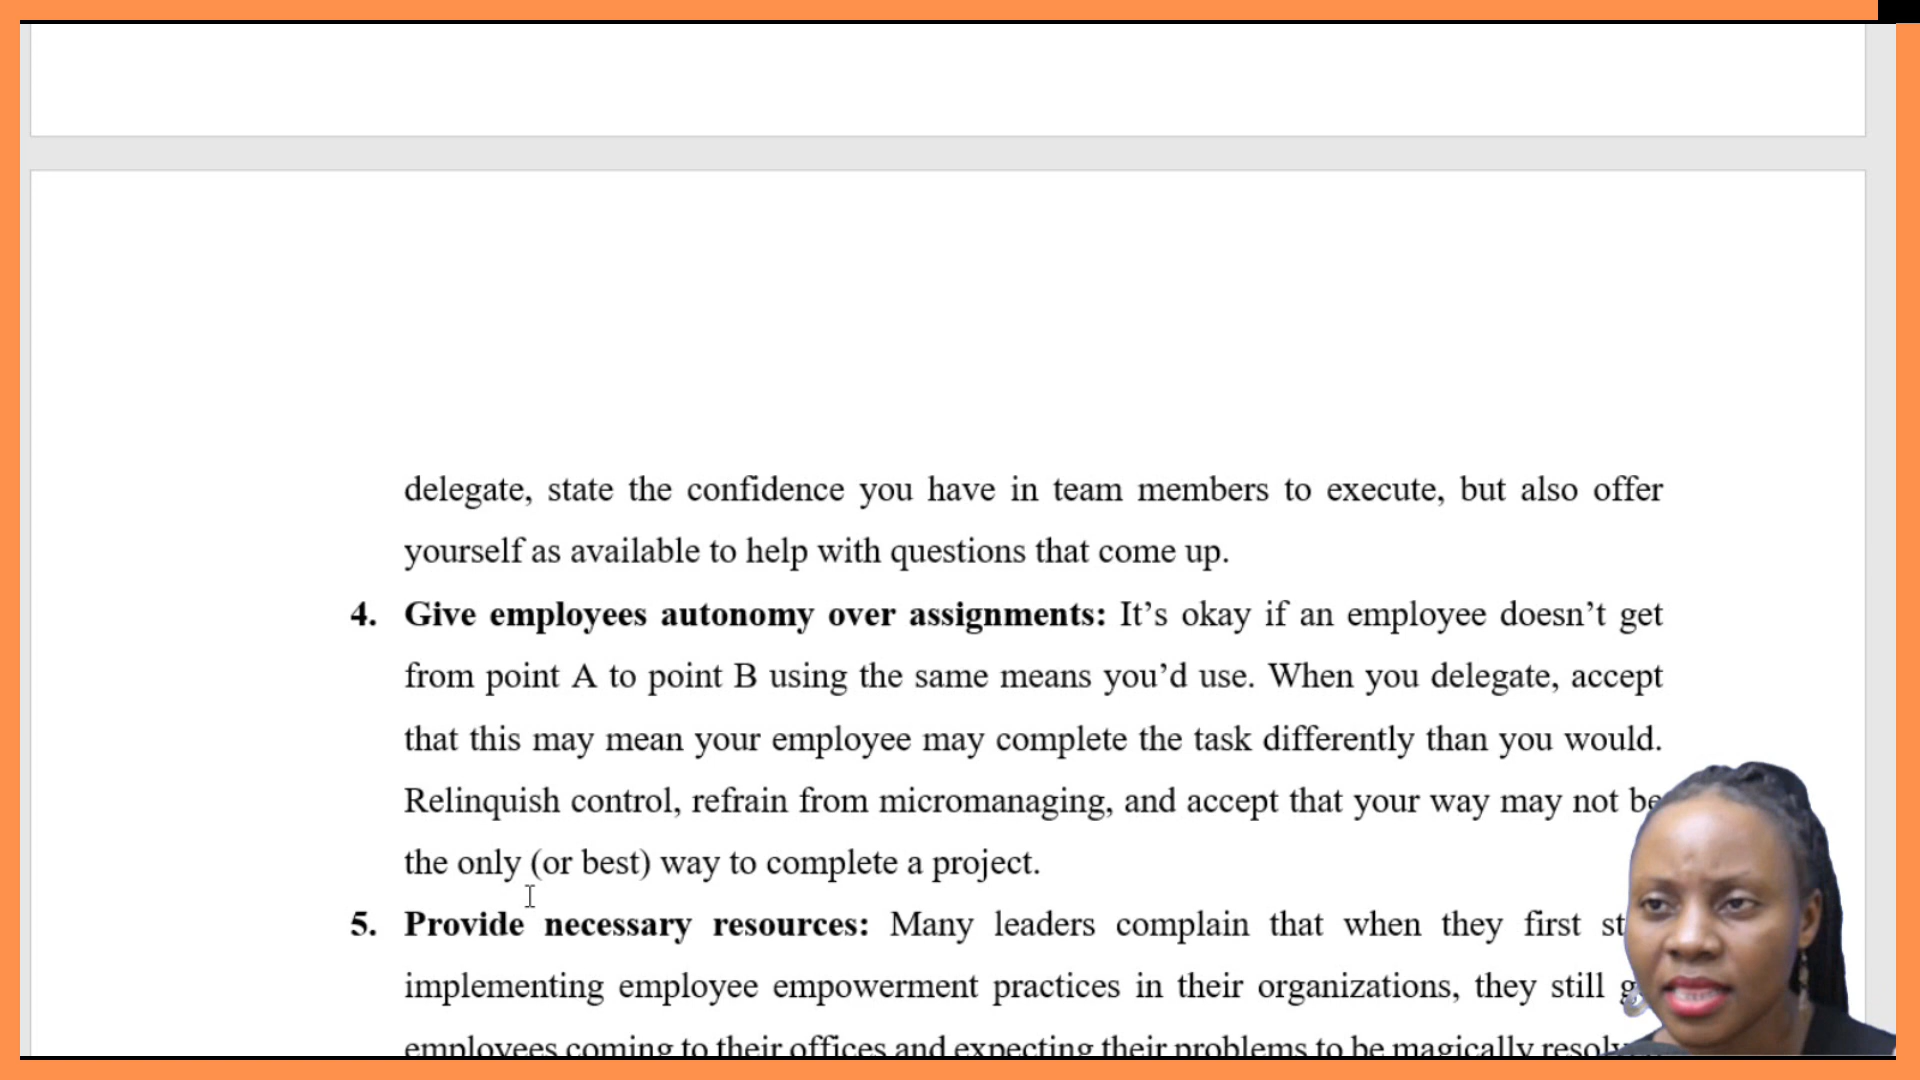 delegate, state the confidence you have in team members to execute, but also offer
yourself as available to help with questions that come up.
4. Give employees autonomy over assignments: It’s okay if an employee doesn’t get
from point A to point B using the same means you’d use. When you delegate, accept
that this may mean your employee may complete the task differently than you would.
Relinquish control, refrain from micromanaging, and accept that your way may not be
the only (or best) way to complete a project.
5. Provide necessary resources: Many leaders complain that when they first
implementing employee empowerment practices in their organizations, they still
employees coming to their offices and expecting their problems to be magically